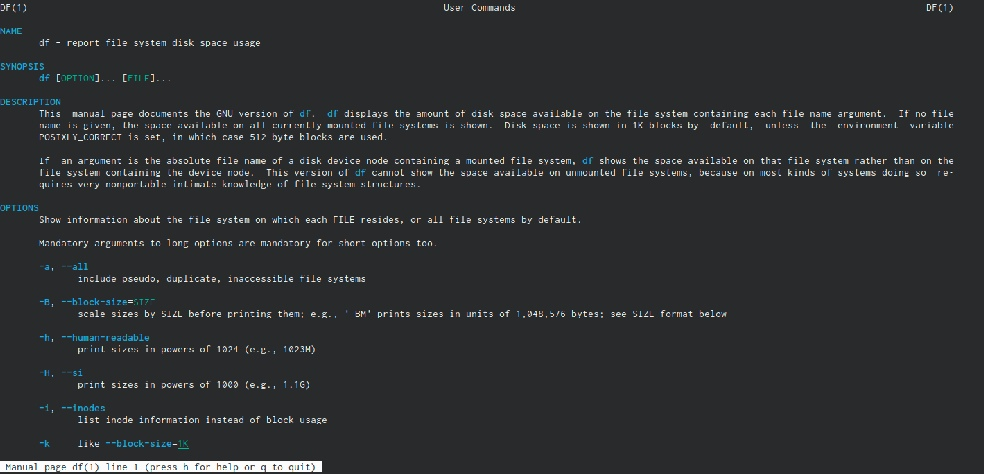 DF(1) User Commands DF(1)
NAME
df - report file system disk space usage
SYNOPSIS
df [OPTION]... [FILE]...
DESCRIPTION
This manual page documents the GNU version of df. df displays the amount of disk space available on the file system containing each file name argument. If no file
name is given, the space available on all currently mounted file systems is shown. Disk space is shown in 1K blocks by default, unless the environment variable
POSIXLY_CORRECT is set, in which case 512-byte blocks are used.
If an argument is the absolute file name of a disk device node containing a mounted file system, df shows the space available on that file system rather than on the
file system containing the device node. This version of df cannot show the space available on unmounted file systems, because on most kinds of systems doing so re-
quires very nonportable intimate knowledge of file system structures.
OPTIONS
Show information about the file system on which each FILE resides, or all file systems by default.
Mandatory arguments to long options are mandatory for short options too.
-a, --all
include pseudo, duplicate, inaccessible file systems
-B, --block-size=SIZE
scale sizes by SIZE before printing them; e.g., '-BM' prints sizes in units of 1,048,576 bytes; see SIZE format below
-h, --human-readable
print sizes in powers of 1024 (e.g., 1023M)
-H, --si
print sizes in powers of 1000 (e.g., 1.1G)
-i, --inodes
list inode information instead of block usage
-k like --block-size=1K
Manual page df(1) line 1 (press h for help or q to quit)